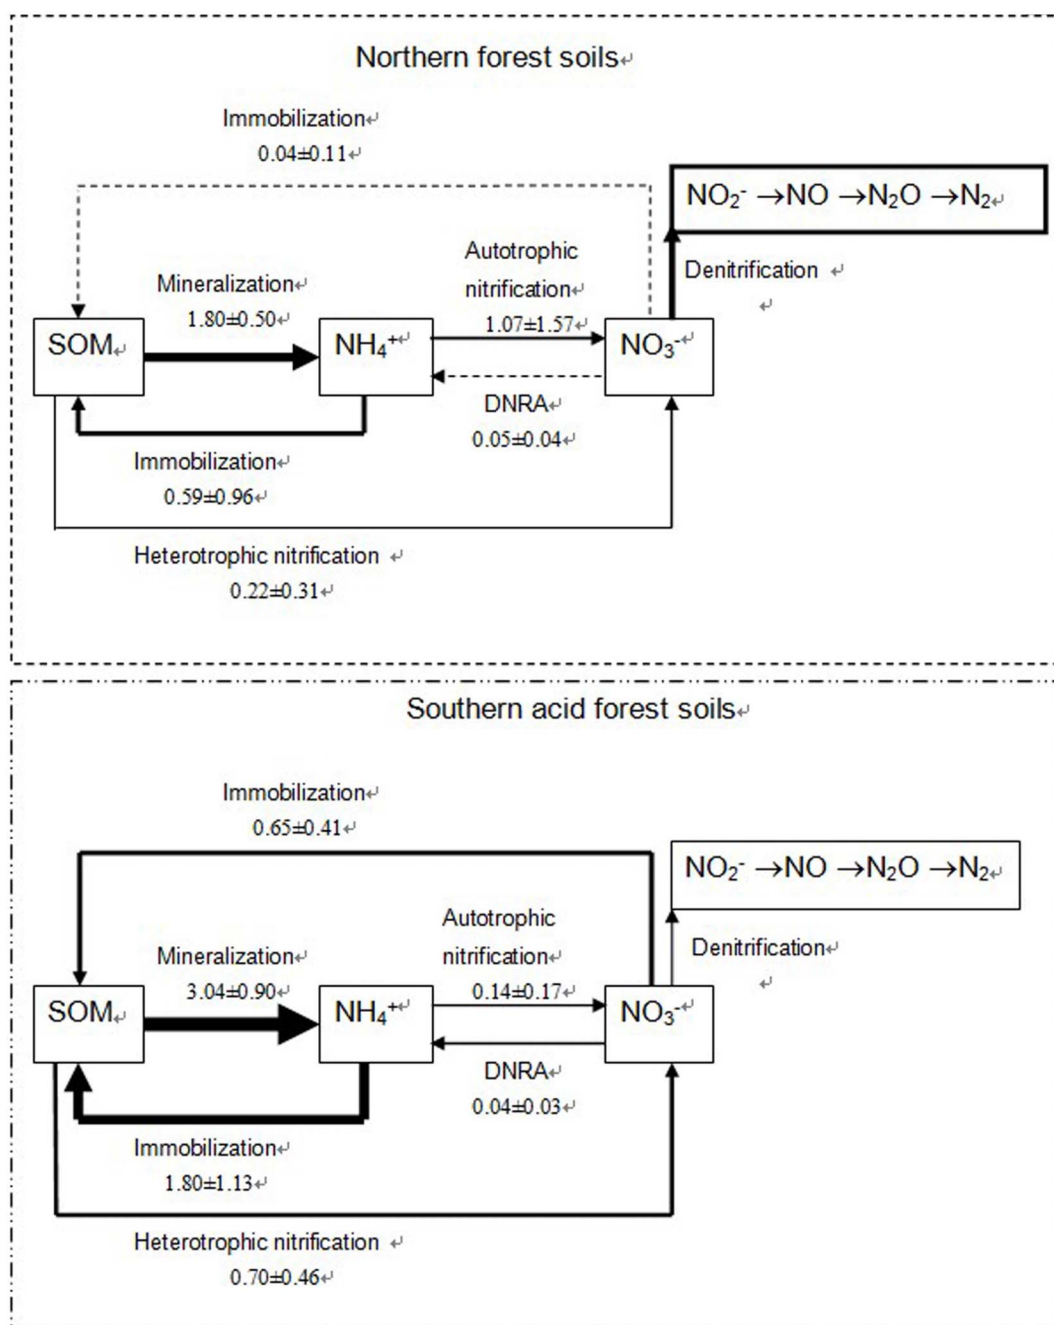 Northern forest soils↵
Immobilization↵
0.04±0.11↵
NO₂⁻ →NO →N₂O →N₂↵
Autotrophic
nitrification↵
1.07±1.57↵
Denitrification ↵
↵
Mineralization↵
1.80±0.50↵
SOM↵
NH₄⁺↵
NO₃⁻↵
DNRA↵
0.05±0.04↵
Immobilization↵
0.59±0.96↵
Heterotrophic nitrification ↵
0.22±0.31↵
Southern acid forest soils↵
Immobilization↵
0.65±0.41↵
NO₂⁻ →NO →N₂O →N₂↵
Autotrophic
nitrification↵
0.14±0.17↵
Denitrification↵
↵
Mineralization↵
3.04±0.90↵
SOM↵
NH₄⁺↵
NO₃⁻↵
DNRA↵
0.04±0.03↵
Immobilization↵
1.80±1.13↵
Heterotrophic nitrification ↵
0.70±0.46↵